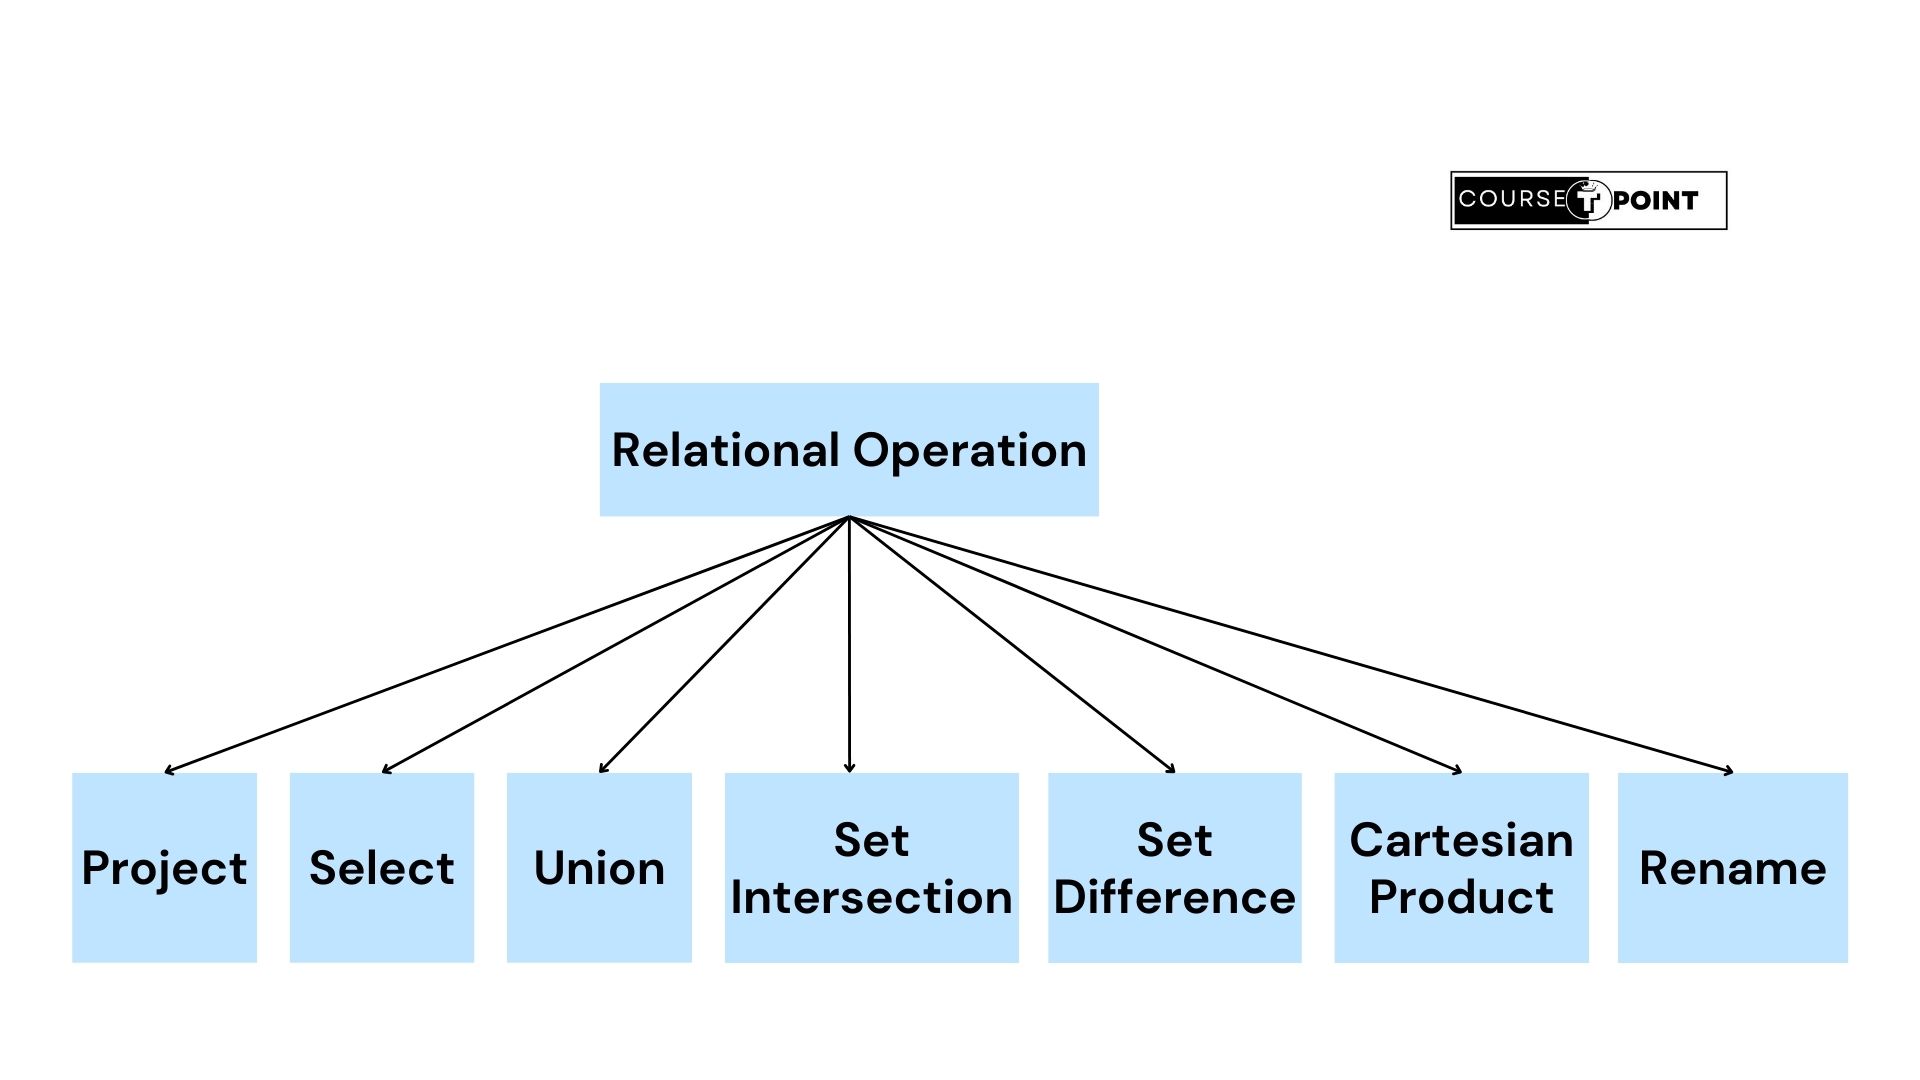 COURSE T POINT
Relational Operation
Project
Select
Union
Set
Intersection
Set
Difference
Cartesian
Product
Rename